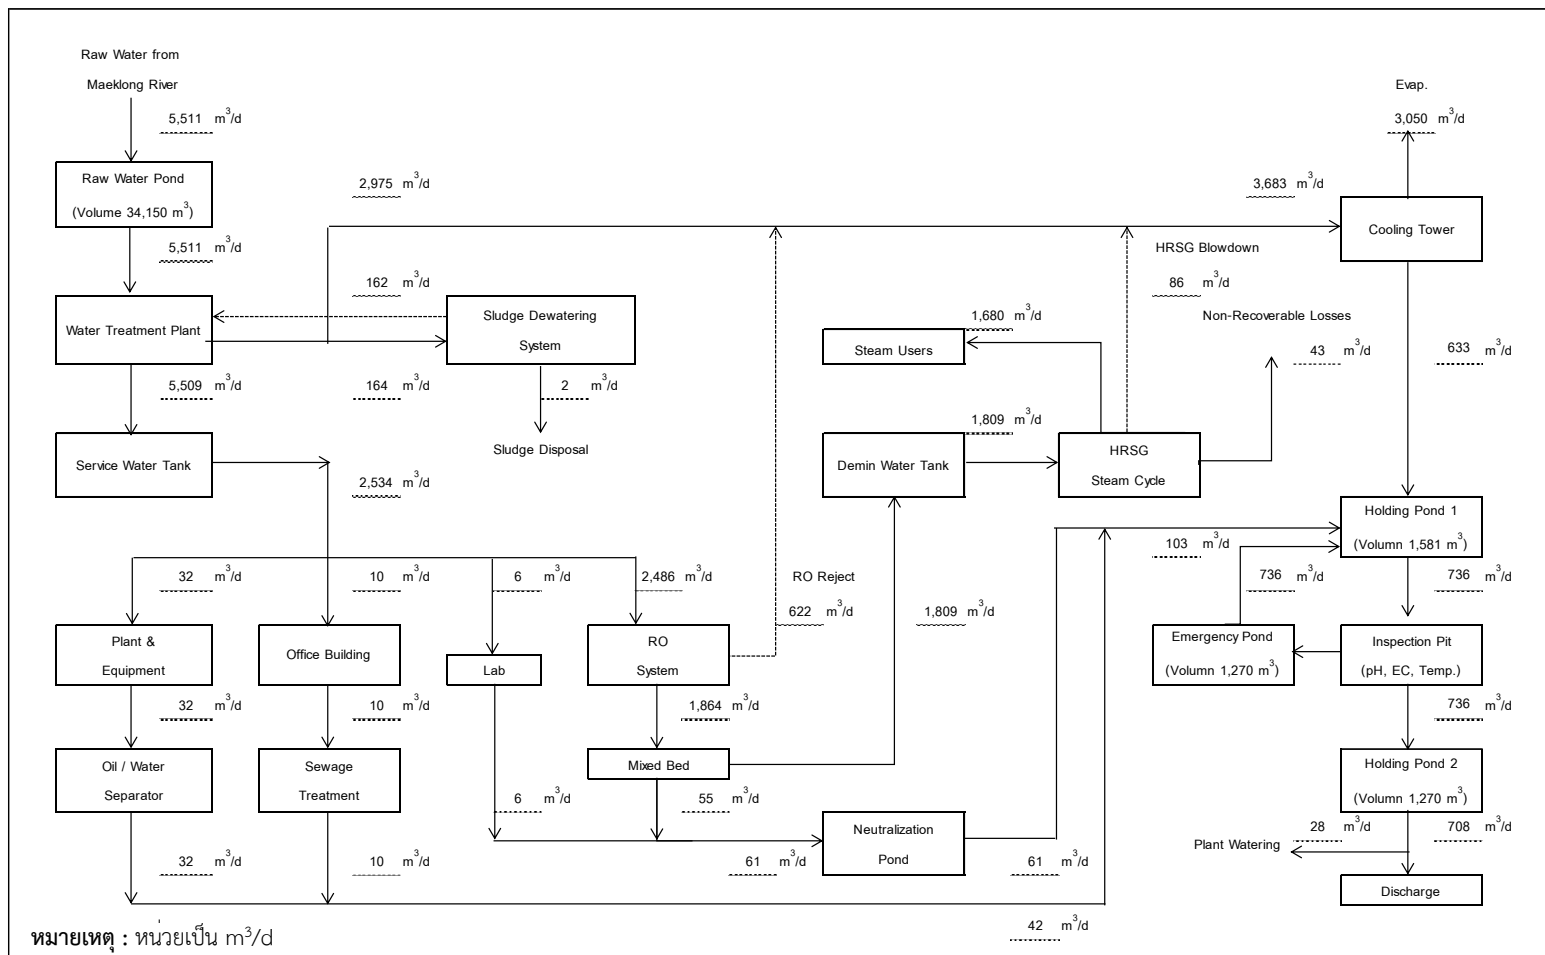 Raw Water from
Maeklong River
Evap.
5,511 m³/d
3,050 m³/d
Raw Water Pond
(Volume 34,150 m³)
2,975 m³/d
3,683 m³/d
Cooling Tower
5,511 m³/d
HRSG Blowdown
86 m³/d
162 m³/d
Water Treatment Plant
Sludge Dewatering
System
1,680 m³/d
Steam Users
Non-Recoverable Losses
43 m³/d
633 m³/d
5,509 m³/d
164 m³/d
2 m³/d
Sludge Disposal
1,809 m³/d
Service Water Tank
2,534 m³/d
Demin Water Tank
HRSG
Steam Cycle
Holding Pond 1
(Volumn 1,581 m³)
103 m³/d
32 m³/d
10 m³/d
6 m³/d
2,486 m³/d
RO Reject
622 m³/d
1,809 m³/d
736 m³/d
736 m³/d
Plant &
Equipment
Office Building
Lab
RO
System
Emergency Pond
(Volumn 1,270 m³)
Inspection Pit
(pH, EC, Temp.)
32 m³/d
10 m³/d
1,864 m³/d
736 m³/d
Oil / Water
Separator
Sewage
Treatment
Mixed Bed
Holding Pond 2
(Volumn 1,270 m³)
6 m³/d
55 m³/d
Neutralization
Pond
28 m³/d
708 m³/d
Plant Watering
32 m³/d
10 m³/d
61 m³/d
61 m³/d
Discharge
42 m³/d
หมายเหตุ : หน่วยเป็น m³/d